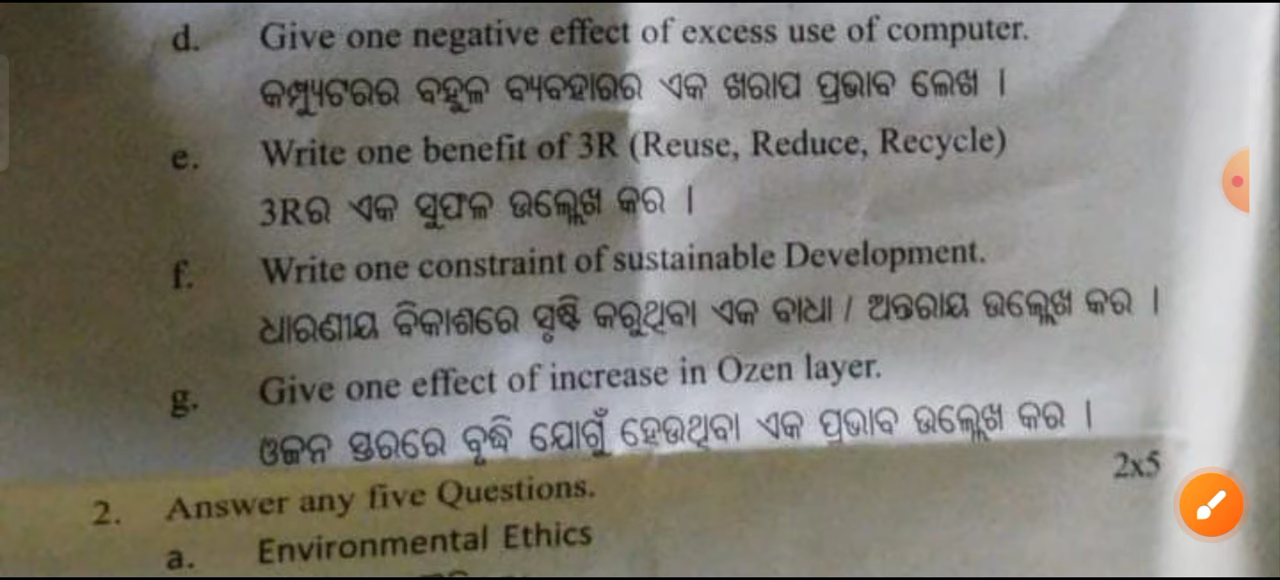 d. Give one negative effect of excess use of computer.
କମ୍ପ୍ୟୁଟରର ବହୁଳ ବ୍ୟବହାରର ଏକ ଖରାପ ପ୍ରଭାବ ଲେଖ ।
e. Write one benefit of 3R (Reuse, Reduce, Recycle)
3Rର ଏକ ସୁଫଳ ଉଲ୍ଲେଖ କର ।
f. Write one constraint of sustainable Development.
ଧାରଣୀୟ ବିକାଶରେ ସୃଷ୍ଟି କରୁଥିବା ଏକ ବାଧା / ଅନ୍ତରାୟ ଉଲ୍ଲେଖ କର ।
g. Give one effect of increase in Ozen layer.
ଓଜନ ସ୍ତରରେ ବୃଦ୍ଧି ଯୋଗୁଁ ହେଉଥିବା ଏକ ପ୍ରଭାବ ଉଲ୍ଲେଖ କର ।
2. Answer any five Questions. 2x5
a. Environmental Ethics